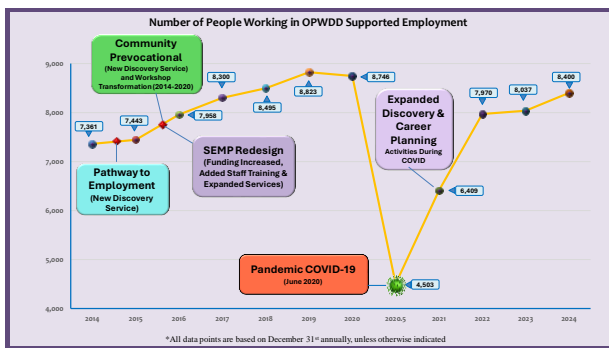 Number of People Working in OPWDD Supported Employment
9,000
8,000
7,000
6,000
5,000
4,000
Community
Prevocational
(New Discovery Service)
and Workshop
Transformation (2014-2020)
7,361
7,443
7,958
8,300
8,495
8,823
8,746
Pathway to
Employment
(New Discovery
Service)
SEMP Redesign
(Funding Increased,
Added Staff Training &
Expanded Services)
Expanded
Discovery &
Career
Planning
Activities During
COVID
7,970
8,037
8,400
6,409
Pandemic COVID-19
(June 2020)
4,503
2014 2015 2016 2017 2018 2019 2020 2020.5 2021 2022 2023 2024
*All data points are based on December 31st annually, unless otherwise indicated